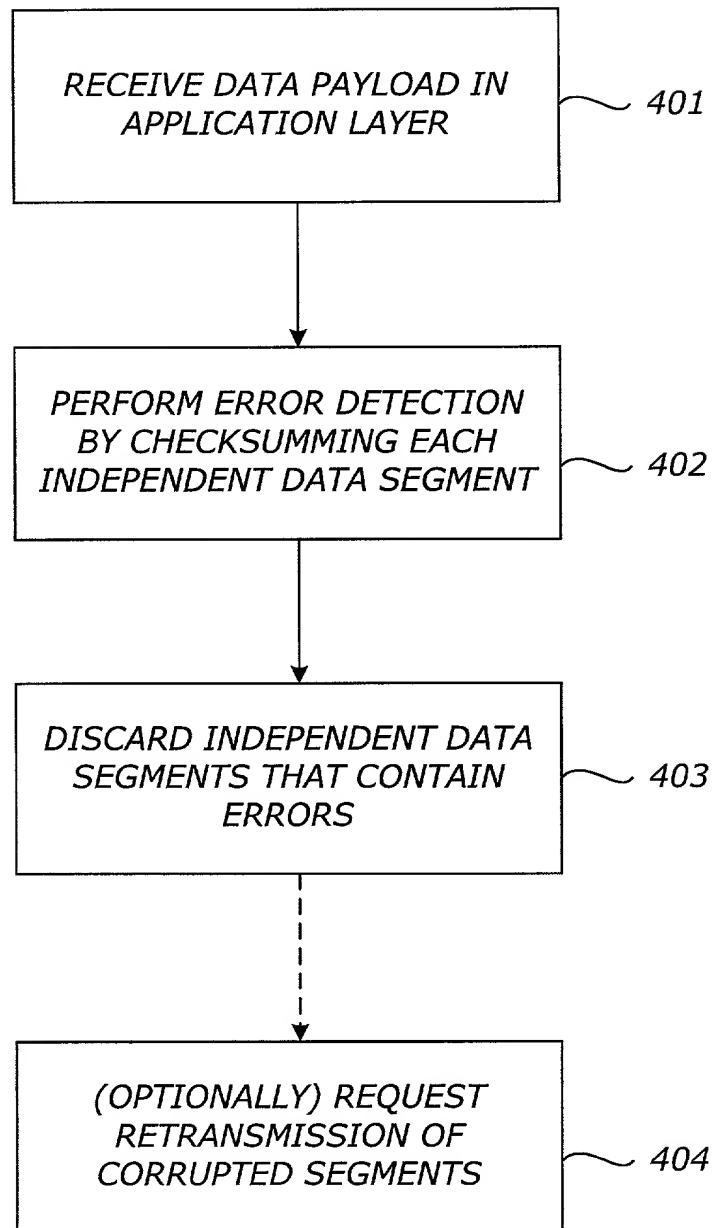 RECEIVE DATA PAYLOAD IN
APPLICATION LAYER
401
PERFORM ERROR DETECTION
BY CHECKSUMMING EACH
INDEPENDENT DATA SEGMENT
402
DISCARD INDEPENDENT DATA
SEGMENTS THAT CONTAIN
ERRORS
403
(OPTIONALLY) REQUEST
RETRANSMISSION OF
CORRUPTED SEGMENTS
404